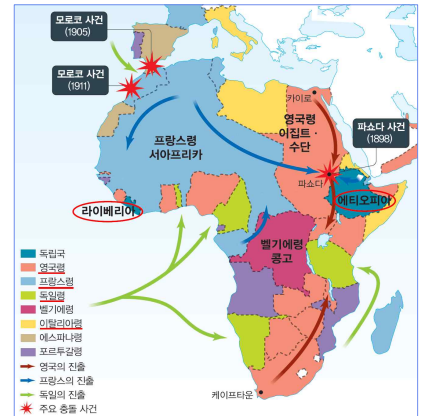 모로코 사건
(1905)
모로코 사건
(1911)
카이로
영국령
이집트·
수단
파쇼다 사건
(1898)
프랑스령
서아프리카
파쇼다
에티오피아
라이베리아
벨기에령
콩고
독립국
영국령
프랑스령
독일령
벨기에령
이탈리아령
에스파냐령
포르투갈령
영국의 진출
프랑스의 진출
독일의 진출
주요 충돌 사건
케이프타운